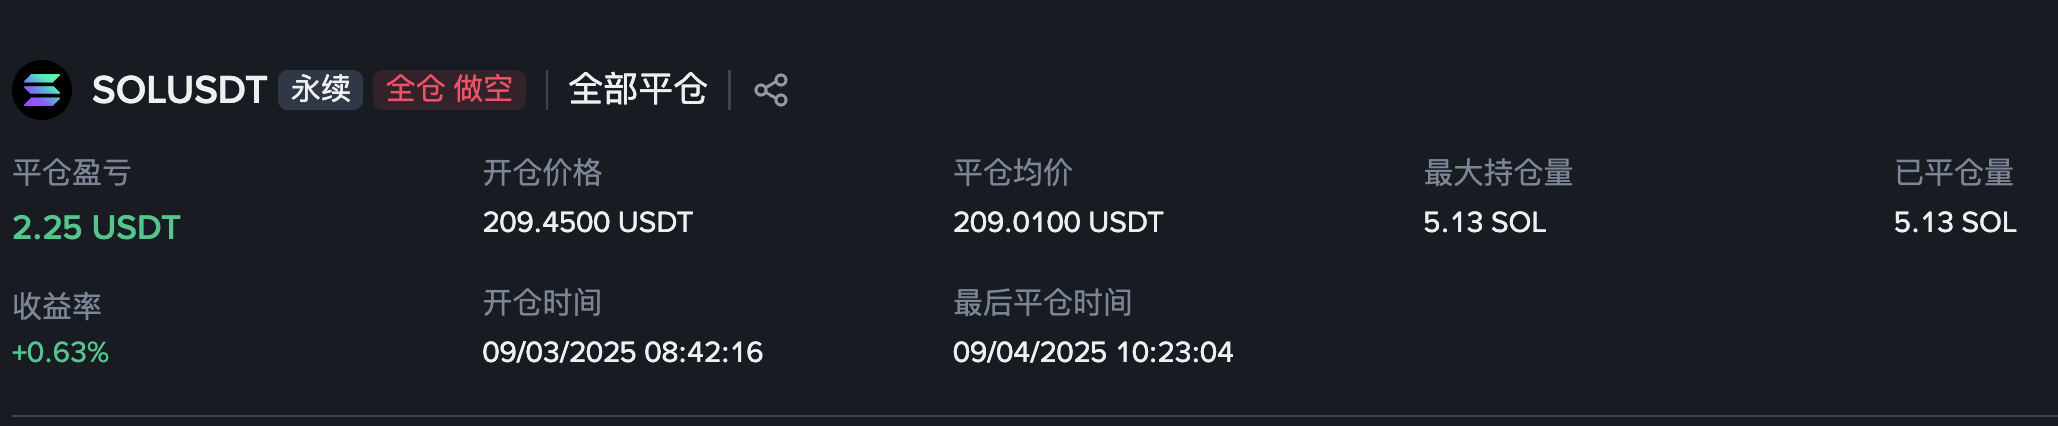 SOLUSDT 永续 全仓 做空 全部平仓
平仓盈亏 开仓价格 平仓均价 最大持仓量 已平仓量
2.25 USDT 209.4500 USDT 209.0100 USDT 5.13 SOL 5.13 SOL
收益率 开仓时间 最后平仓时间
+0.63% 09/03/2025 08:42:16 09/04/2025 10:23:04